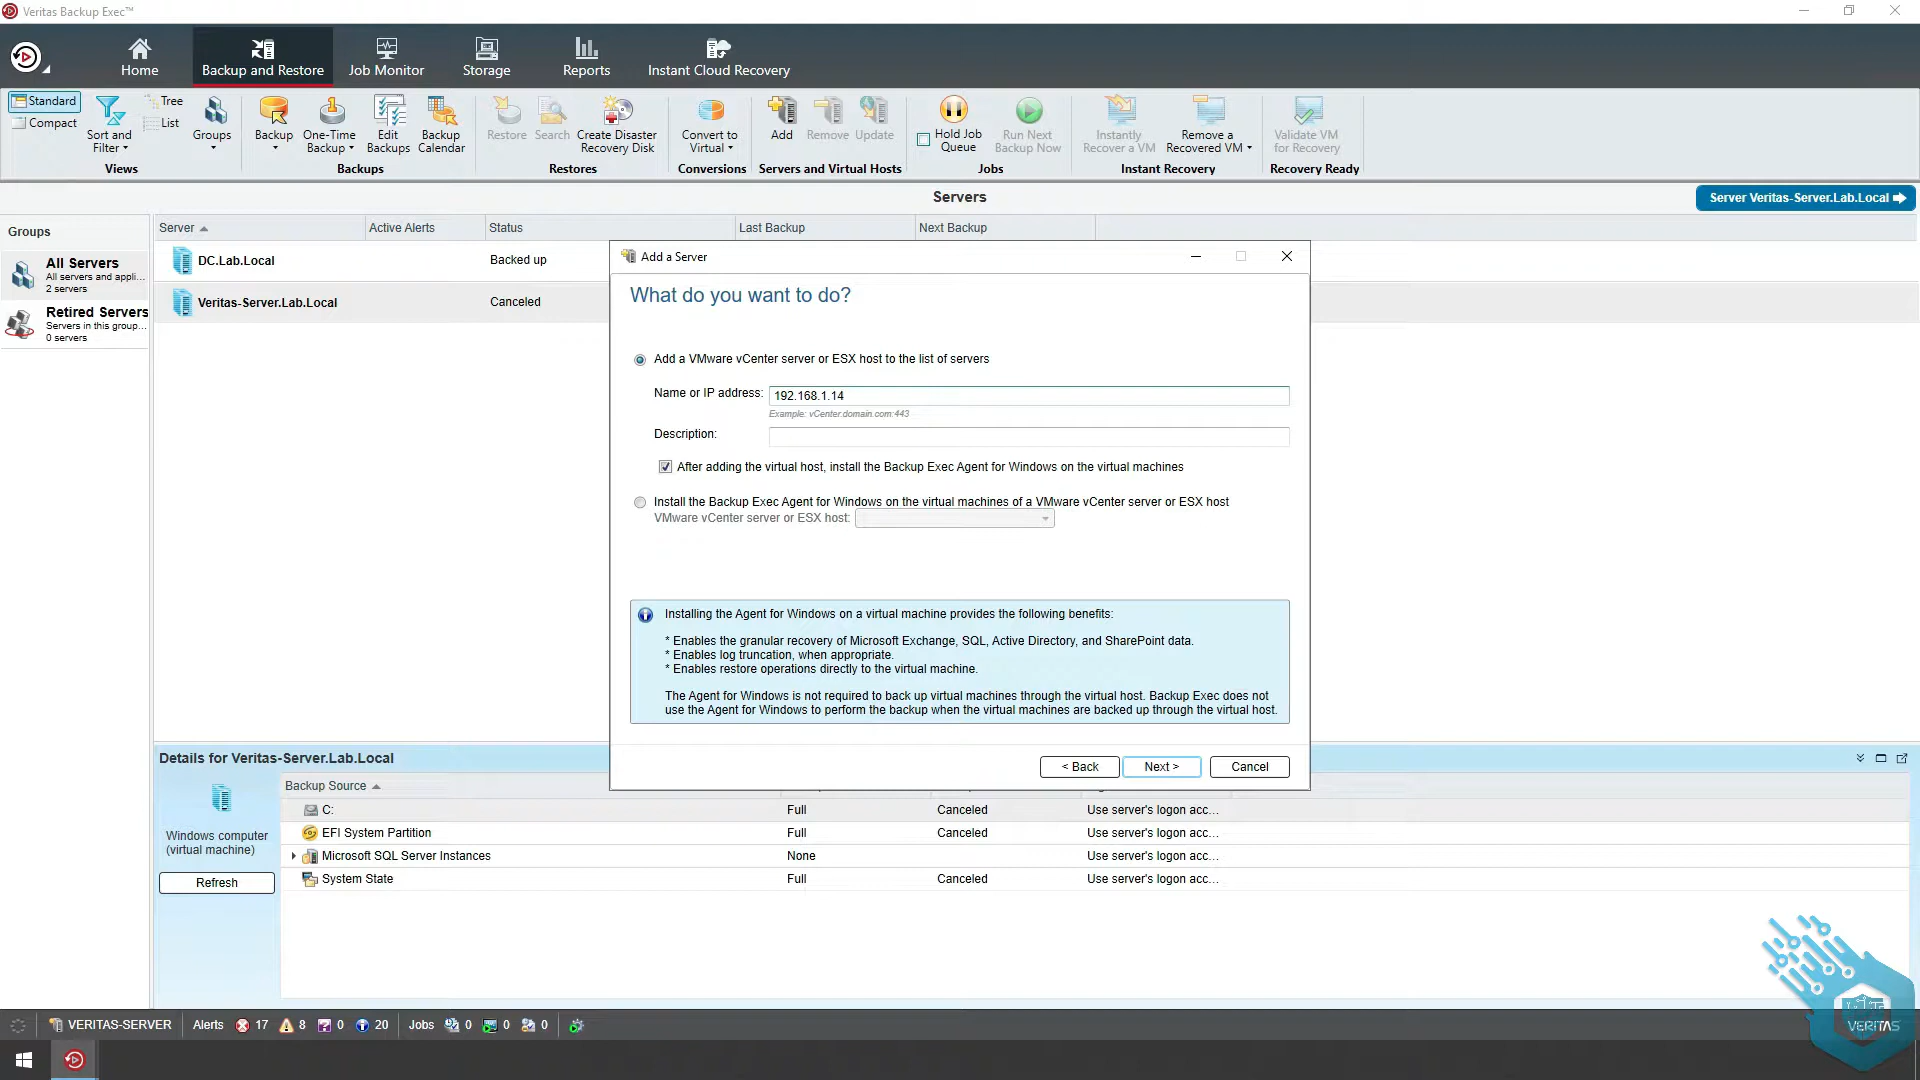 Veritas Backup Exec™
Home
Backup and Restore
Job Monitor
Storage
Reports
Instant Cloud Recovery
Standard
Compact
Sort and
Filter
Tree
List
Groups
Views
Backup
One-Time
Backup
Edit
Backups
Backup
Calendar
Backups
Restore
Search
Create Disaster
Recovery Disk
Restores
Convert to
Virtual
Conversions
Add
Remove
Update
Servers and Virtual Hosts
Hold Job
Queue
Run Next
Backup Now
Jobs
Instantly
Recover a VM
Remove a
Recovered VM
Instant Recovery
Validate VM
for Recovery
Recovery Ready
Servers
Server Veritas-Server.Lab.Local
Groups
All Servers
All servers and appli...
2 servers
Retired Servers
Servers in this group...
0 servers
Server
Active Alerts
Status
Last Backup
Next Backup
DC.Lab.Local
Backed up
Veritas-Server.Lab.Local
Canceled
Add a Server
What do you want to do?
Add a VMware vCenter server or ESX host to the list of servers
Name or IP address:
192.168.1.14
Example: vCenter.domain.com:443
Description:
After adding the virtual host, install the Backup Exec Agent for Windows on the virtual machines
Install the Backup Exec Agent for Windows on the virtual machines of a VMware vCenter server or ESX host
VMware vCenter server or ESX host:
Installing the Agent for Windows on a virtual machine provides the following benefits:
* Enables the granular recovery of Microsoft Exchange, SQL, Active Directory, and SharePoint data.
* Enables log truncation, when appropriate.
* Enables restore operations directly to the virtual machine.
The Agent for Windows is not required to back up virtual machines through the virtual host. Backup Exec does not
use the Agent for Windows to perform the backup when the virtual machines are backed up through the virtual host.
< Back
Next >
Cancel
Details for Veritas-Server.Lab.Local
Windows computer
(virtual machine)
Refresh
Backup Source
C: Full Canceled Use server's logon acc...
EFI System Partition Full Canceled Use server's logon acc...
Microsoft SQL Server Instances None Use server's logon acc...
System State Full Canceled Use server's logon acc...
VERITAS-SERVER
Alerts 17 8 0 20
Jobs 0 0 0
VERITAS